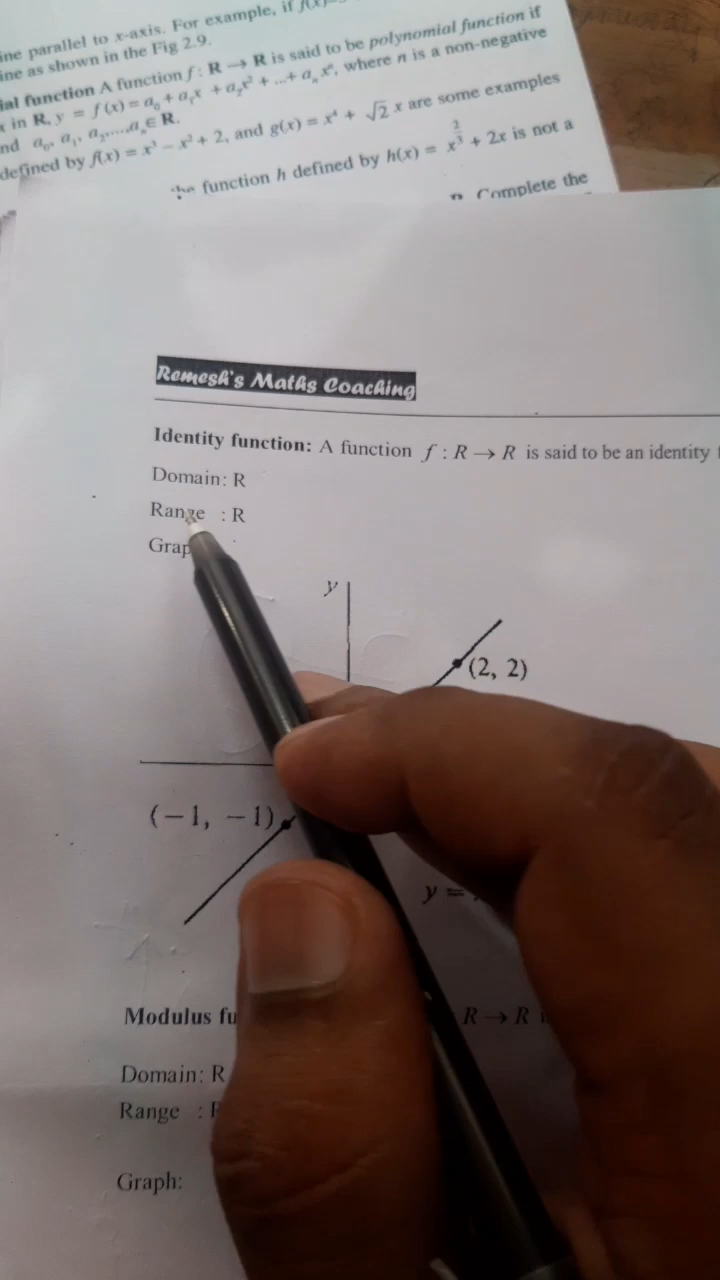 ine parallel to x-axis. For example, if f(x)=
ine as shown in the Fig 2.9.
ial function A function f : R → R is said to be polynomial function if
x in R, y = f (x) = a₀ + a₁x + a₂x² + ...+ aₙ xⁿ, where n is a non-negative
nd a₀, a₁, a₂,...,aₙ∈ R.
defined by f(x) = x³ – x² + 2, and g(x) = x⁴ + √2 x are some examples
the function h defined by h(x) = x^(2/3) + 2x is not a
Complete the
Remesh's Maths Coaching
Identity function: A function f : R → R is said to be an identity
Domain: R
Range : R
Grap
y
(2, 2)
(−1, −1)
y =
Modulus fu R → R
Domain: R
Range :
Graph: